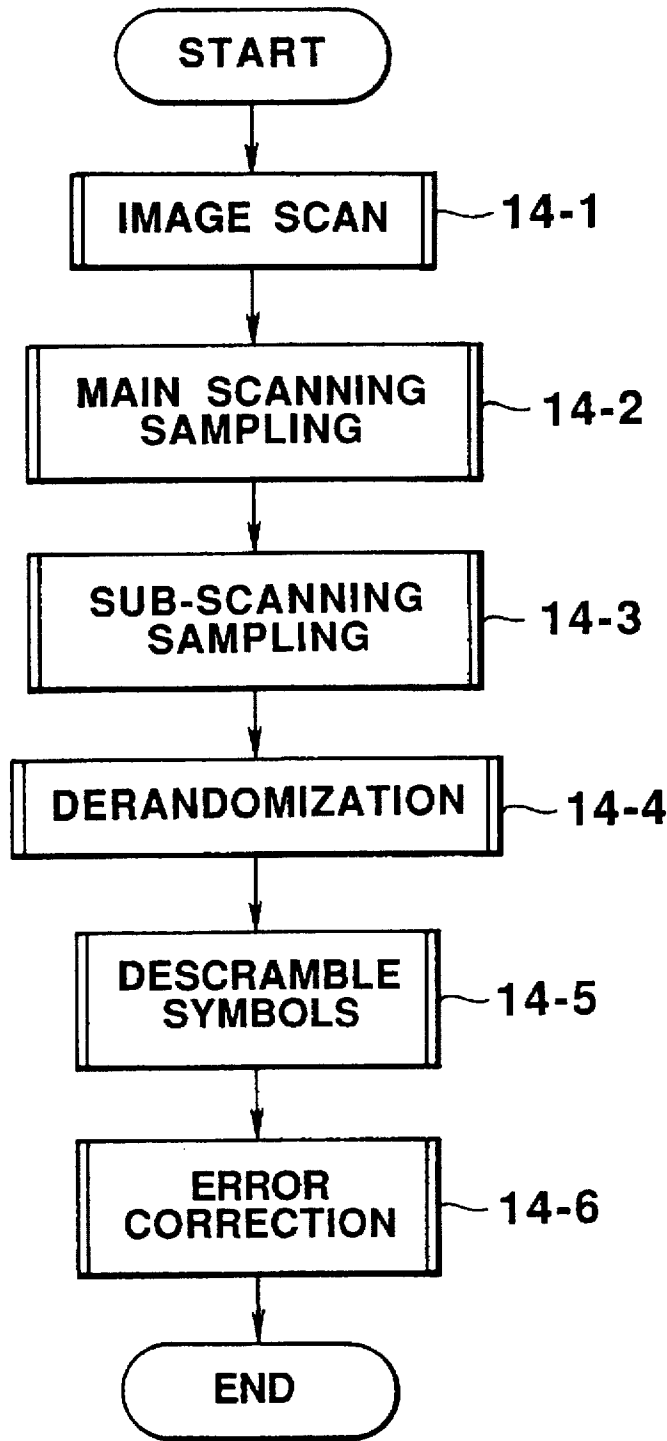 START
IMAGE SCAN
14-1
MAIN SCANNING
SAMPLING
14-2
SUB-SCANNING
SAMPLING
14-3
DERANDOMIZATION
14-4
DESCRAMBLE
SYMBOLS
14-5
ERROR
CORRECTION
14-6
END